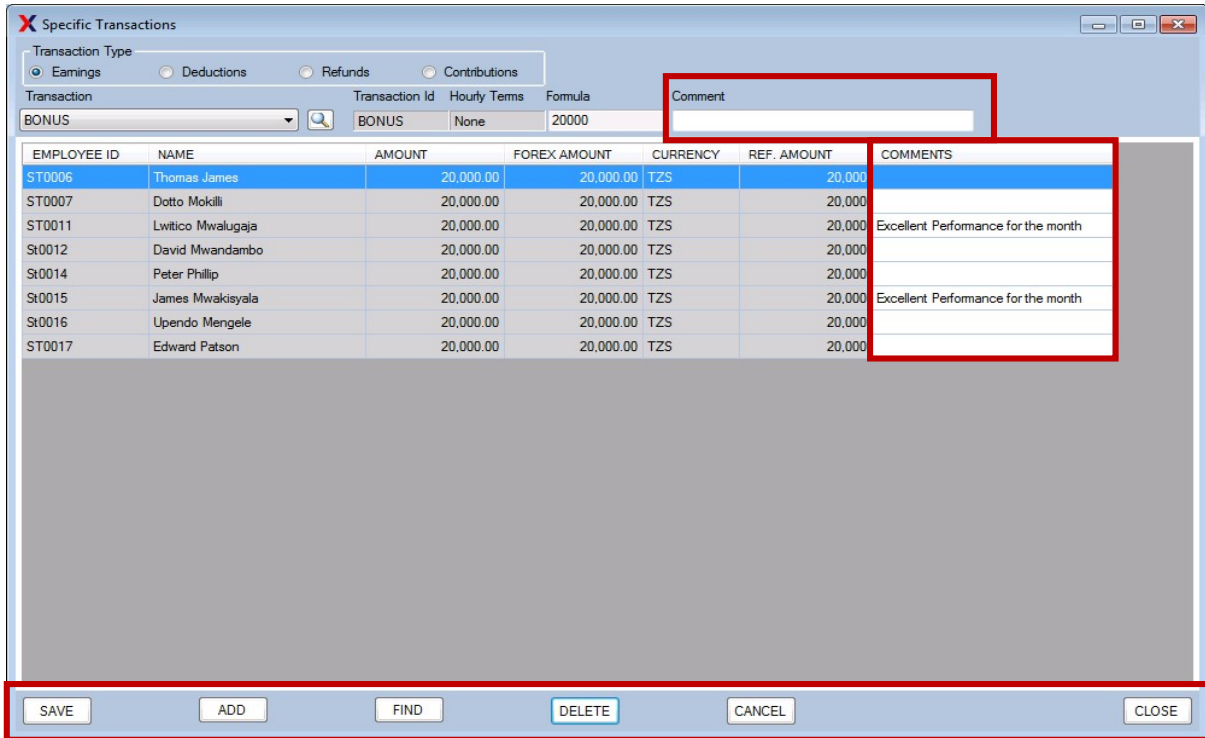 Specific Transactions
Transaction Type
Earnings Deductions Refunds Contributions
Transaction Transaction Id Hourly Terms Formula Comment
BONUS BONUS None 20000
EMPLOYEE ID NAME AMOUNT FOREX AMOUNT CURRENCY REF. AMOUNT COMMENTS
ST0006 Thomas James 20,000.00 20,000.00 TZS 20,000
ST0007 Dotto Mokilli 20,000.00 20,000.00 TZS 20,000
ST0011 Lwitico Mwalugaja 20,000.00 20,000.00 TZS 20,000 Excellent Performance for the month
St0012 David Mwandambo 20,000.00 20,000.00 TZS 20,000
St0014 Peter Phillip 20,000.00 20,000.00 TZS 20,000
St0015 James Mwakisyala 20,000.00 20,000.00 TZS 20,000 Excellent Performance for the month
St0016 Upendo Mengele 20,000.00 20,000.00 TZS 20,000
ST0017 Edward Patson 20,000.00 20,000.00 TZS 20,000
SAVE ADD FIND DELETE CANCEL CLOSE